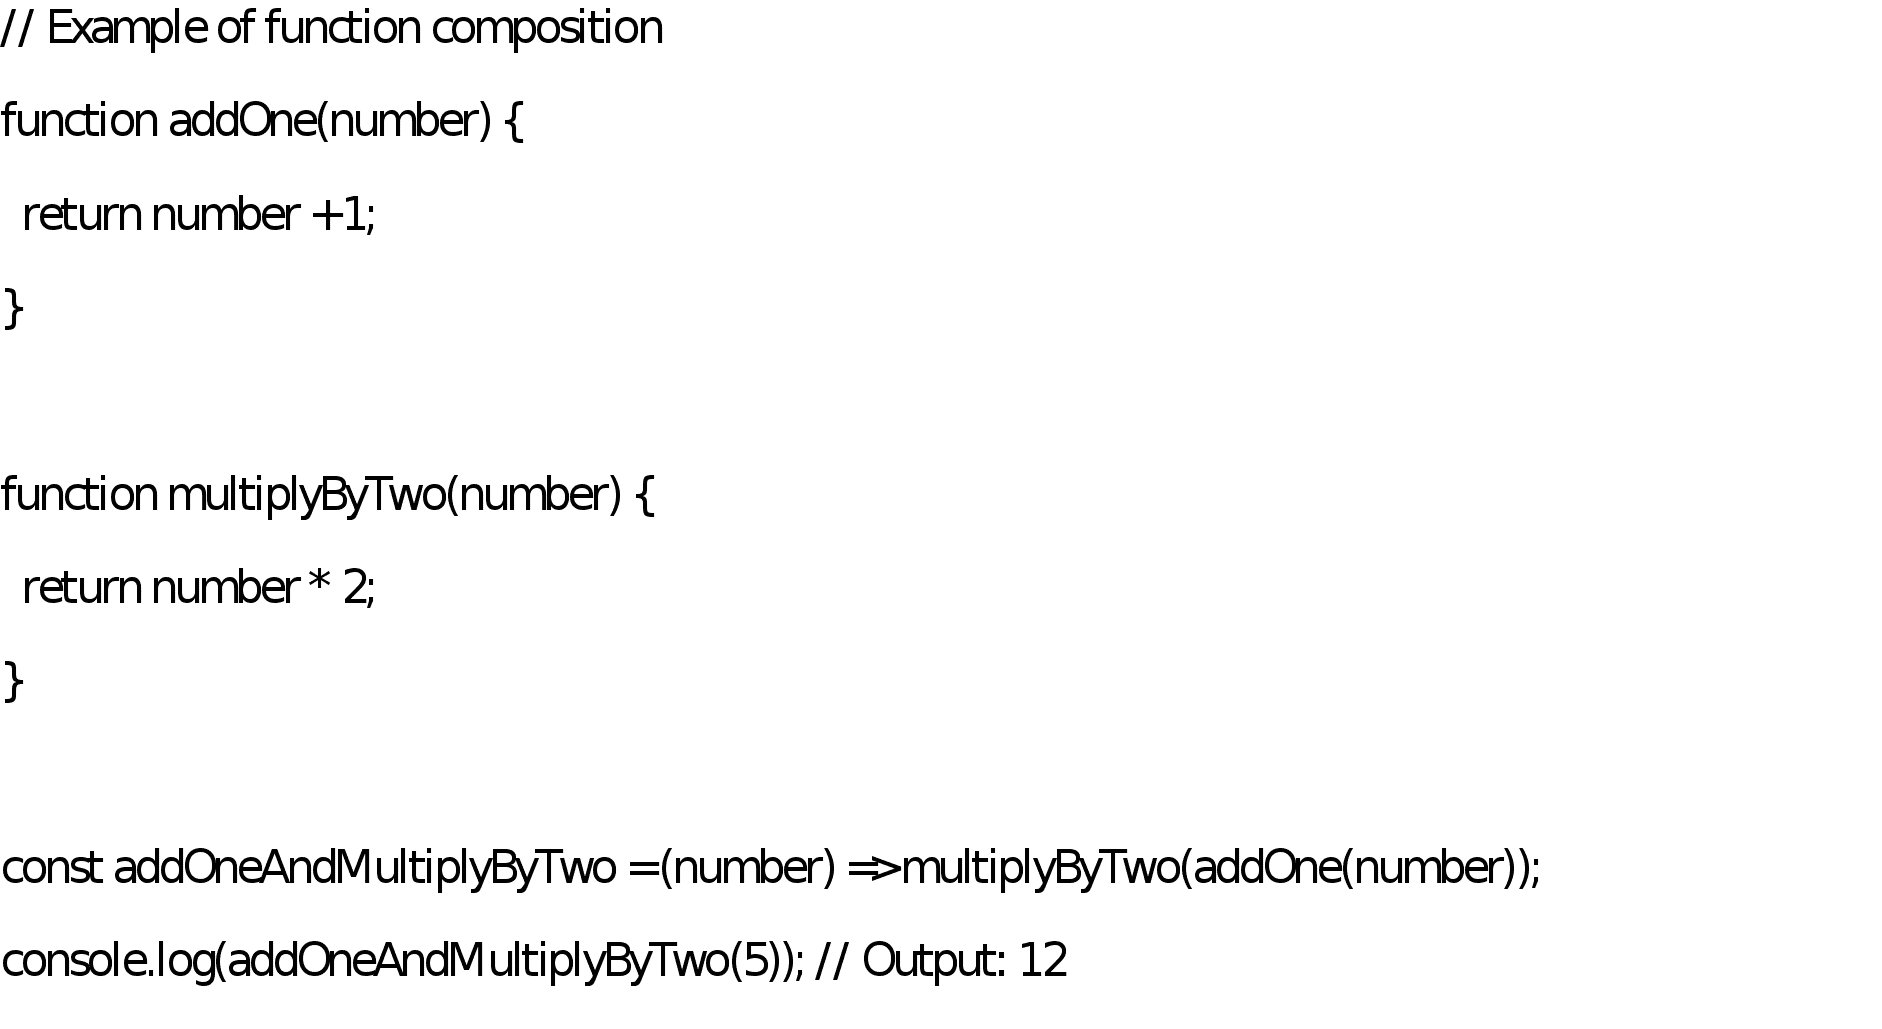 // Example of function composition
function addOne(number) {
  return number + 1;
}
function multiplyByTwo(number) {
  return number * 2;
}
const addOneAndMultiplyByTwo = (number) => multiplyByTwo(addOne(number));
console.log(addOneAndMultiplyByTwo(5)); // Output: 12